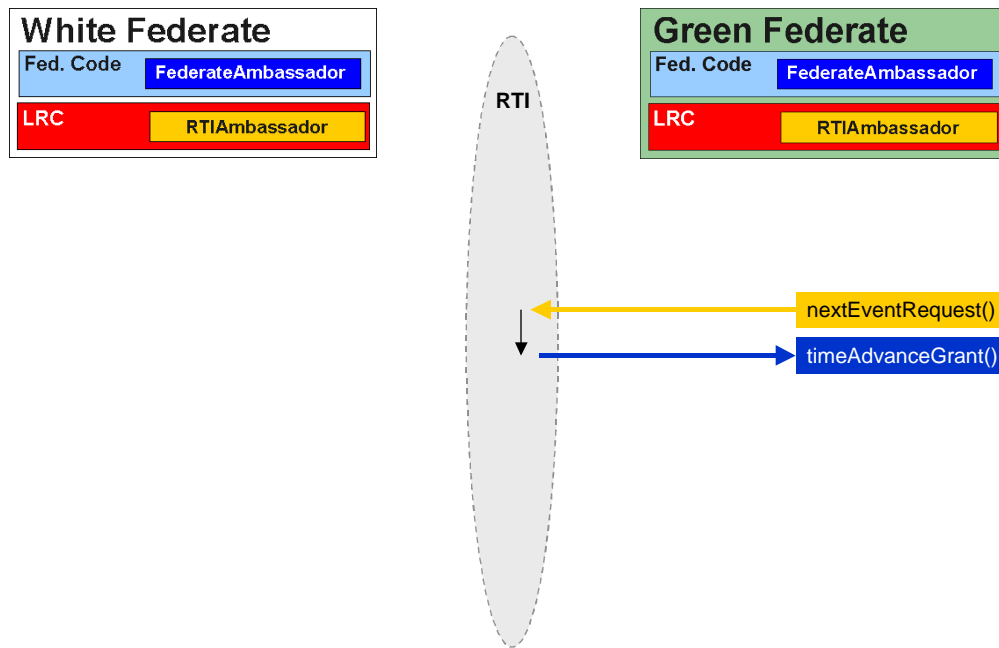 White Federate
Fed. Code
FederateAmbassador
LRC
RTIAmbassador
RTI
Green Federate
Fed. Code
FederateAmbassador
LRC
RTIAmbassador
nextEventRequest()
timeAdvanceGrant()